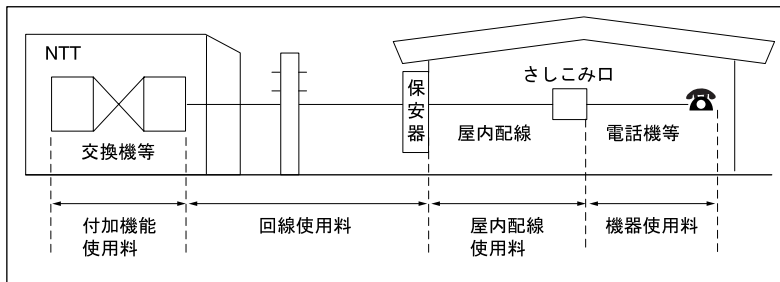 NTT
交換機等
保安器
さしこみ口
屋内配線
電話機等
付加機能
使用料
回線使用料
屋内配線
使用料
機器使用料